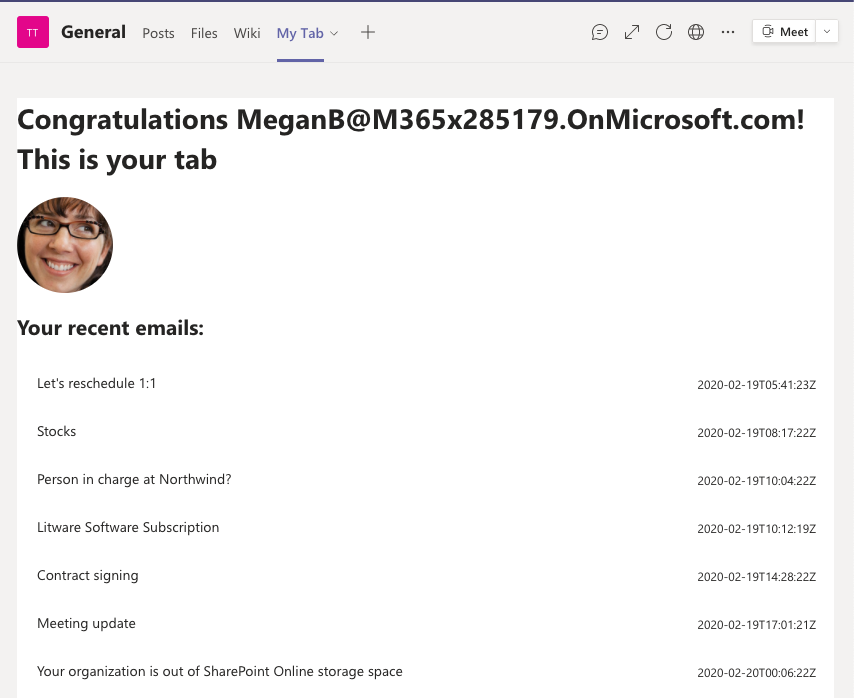 TT General Posts Files Wiki My Tab Meet
Congratulations MeganB@M365x285179.OnMicrosoft.com!
This is your tab
Your recent emails:
Let's reschedule 1:1 2020-02-19T05:41:23Z
Stocks 2020-02-19T08:17:22Z
Person in charge at Northwind? 2020-02-19T10:04:22Z
Litware Software Subscription 2020-02-19T10:12:19Z
Contract signing 2020-02-19T14:28:22Z
Meeting update 2020-02-19T17:01:21Z
Your organization is out of SharePoint Online storage space 2020-02-20T00:06:22Z